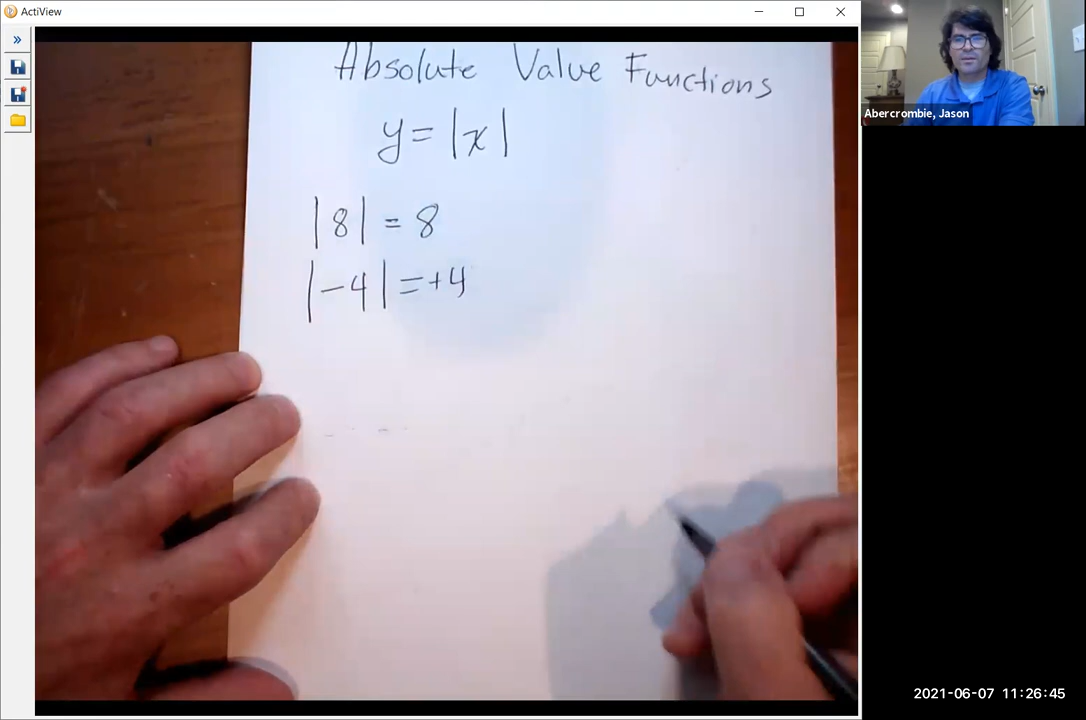 ActiView
»
Absolute Value Functions
y = |x|
|8| = 8
|-4| = +4
Abercrombie, Jason
2021-06-07 11:26:45